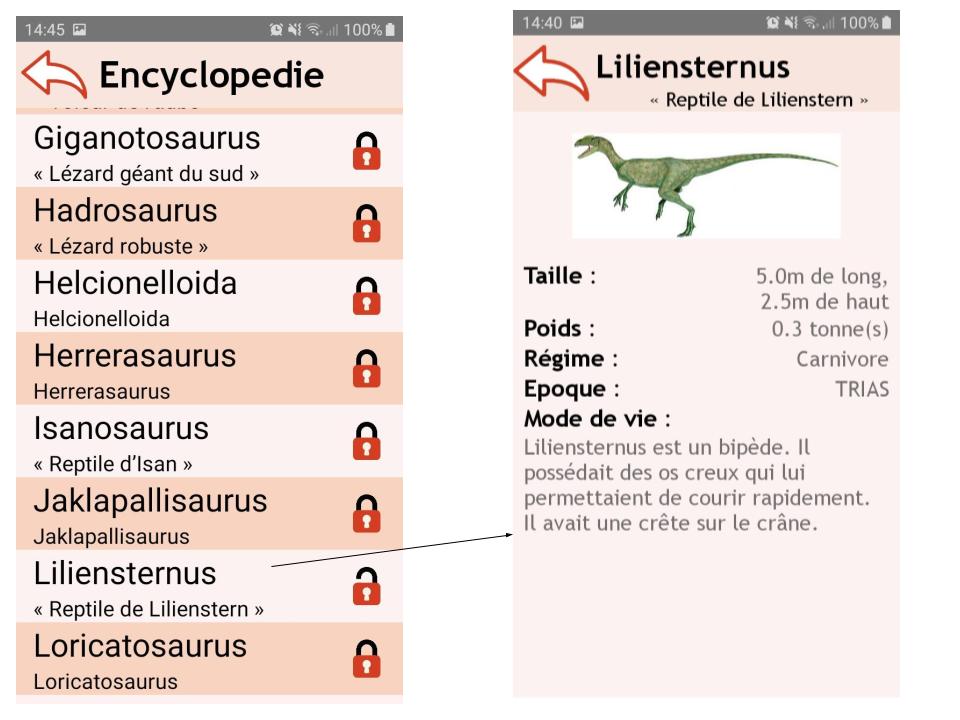 14:45 100%
Encyclopedie
Giganotosaurus
« Lézard géant du sud »
Hadrosaurus
« Lézard robuste »
Helcionelloida
Helcionelloida
Herrerasaurus
Herrerasaurus
Isanosaurus
« Reptile d’Isan »
Jaklapallisaurus
Jaklapallisaurus
Liliensternus
« Reptile de Lilienstern »
Loricatosaurus
Loricatosaurus
14:40 100%
Liliensternus
« Reptile de Lilienstern »
Taille : 5.0m de long,
2.5m de haut
Poids : 0.3 tonne(s)
Régime : Carnivore
Epoque : TRIAS
Mode de vie :
Liliensternus est un bipède. Il
possédait des os creux qui lui
permettaient de courir rapidement.
Il avait une crête sur le crâne.